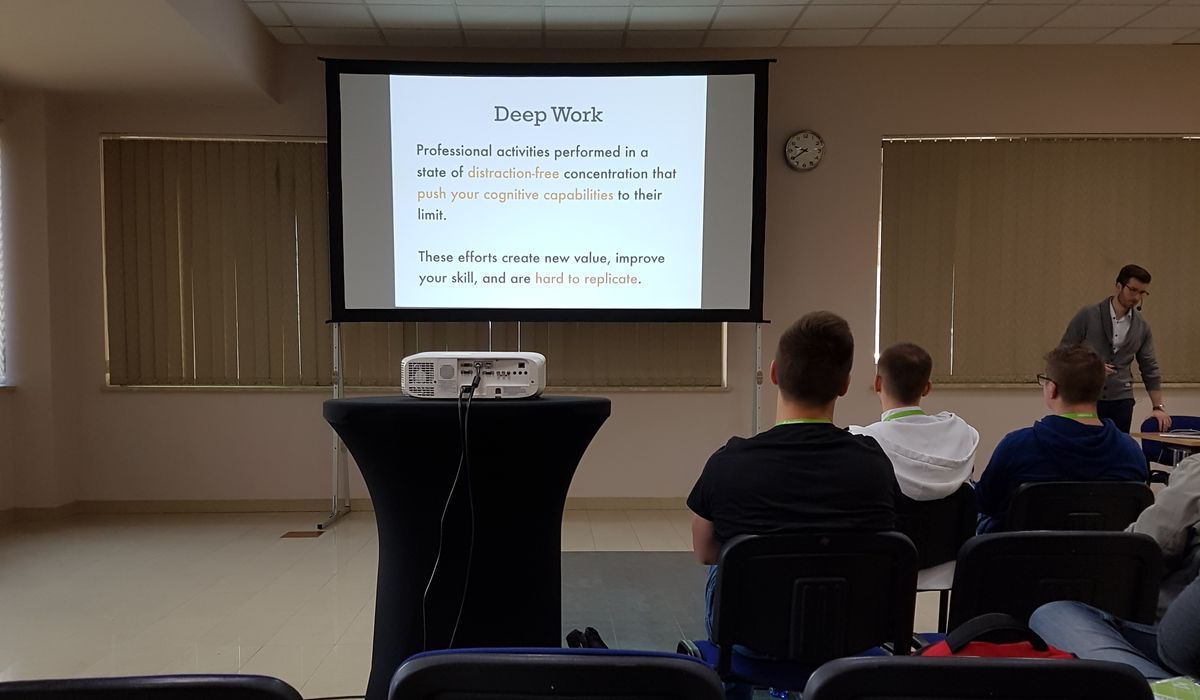 Deep Work
Professional activities performed in a
state of distraction-free concentration that
push your cognitive capabilities to their
limit.
These efforts create new value, improve
your skill, and are hard to replicate.